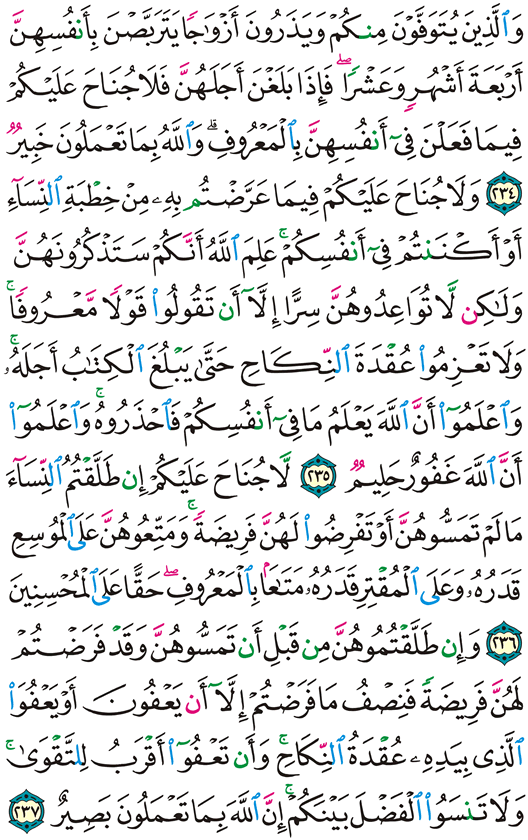 وَٱلَّذِينَ يُتَوَفَّوْنَ مِنكُمْ وَيَذَرُونَ أَزْوَٰجًا يَتَرَبَّصْنَ بِأَنفُسِهِنَّ
أَرْبَعَةَ أَشْهُرٍ وَعَشْرًا ۖ فَإِذَا بَلَغْنَ أَجَلَهُنَّ فَلَا جُنَاحَ عَلَيْكُمْ
فِيمَا فَعَلْنَ فِىٓ أَنفُسِهِنَّ بِٱلْمَعْرُوفِ ۗ وَٱللَّهُ بِمَا تَعْمَلُونَ خَبِيرٌ
٢٣٤ وَلَا جُنَاحَ عَلَيْكُمْ فِيمَا عَرَّضْتُم بِهِۦ مِنْ خِطْبَةِ ٱلنِّسَآءِ
أَوْ أَكْنَنتُمْ فِىٓ أَنفُسِكُمْ ۚ عَلِمَ ٱللَّهُ أَنَّكُمْ سَتَذْكُرُونَهُنَّ
وَلَٰكِن لَّا تُوَاعِدُوهُنَّ سِرًّا إِلَّآ أَن تَقُولُوا۟ قَوْلًا مَّعْرُوفًا ۚ
وَلَا تَعْزِمُوا۟ عُقْدَةَ ٱلنِّكَاحِ حَتَّىٰ يَبْلُغَ ٱلْكِتَٰبُ أَجَلَهُۥ ۚ
وَٱعْلَمُوٓا۟ أَنَّ ٱللَّهَ يَعْلَمُ مَا فِىٓ أَنفُسِكُمْ فَٱحْذَرُوهُ ۚ وَٱعْلَمُوٓا۟
أَنَّ ٱللَّهَ غَفُورٌ حَلِيمٌ ٢٣٥ لَّا جُنَاحَ عَلَيْكُمْ إِن طَلَّقْتُمُ ٱلنِّسَآءَ
مَا لَمْ تَمَسُّوهُنَّ أَوْ تَفْرِضُوا۟ لَهُنَّ فَرِيضَةً ۚ وَمَتِّعُوهُنَّ عَلَى ٱلْمُوسِعِ
قَدَرُهُۥ وَعَلَى ٱلْمُقْتِرِ قَدَرُهُۥ مَتَٰعًۢا بِٱلْمَعْرُوفِ ۖ حَقًّا عَلَى ٱلْمُحْسِنِينَ
٢٣٦ وَإِن طَلَّقْتُمُوهُنَّ مِن قَبْلِ أَن تَمَسُّوهُنَّ وَقَدْ فَرَضْتُمْ
لَهُنَّ فَرِيضَةً فَنِصْفُ مَا فَرَضْتُمْ إِلَّآ أَن يَعْفُونَ أَوْ يَعْفُوَا۟
ٱلَّذِى بِيَدِهِۦ عُقْدَةُ ٱلنِّكَاحِ ۚ وَأَن تَعْفُوٓا۟ أَقْرَبُ لِلتَّقْوَىٰ ۚ
وَلَا تَنسَوُا۟ ٱلْفَضْلَ بَيْنَكُمْ ۚ إِنَّ ٱللَّهَ بِمَا تَعْمَلُونَ بَصِيرٌ ٢٣٧